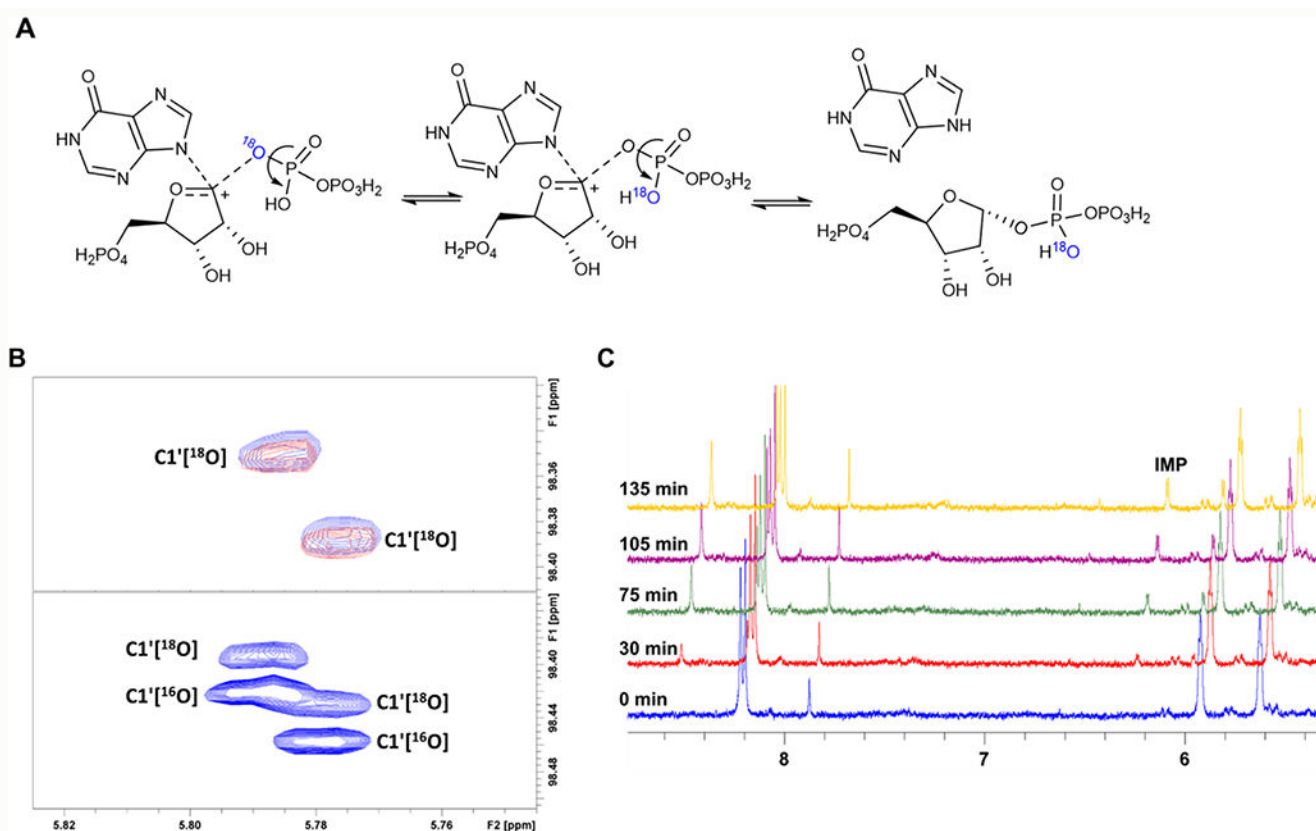 A
O
N
HN
N
N
18O
O
P
OPO3H2
HO
O
+
H2PO4
OH
OH
O
N
HN
N
N
O
O
P
OPO3H2
H18O
O
+
H2PO4
OH
OH
O
N
HN
N
NH
O
O
P
OPO3H2
O
H18O
H2PO4
OH
OH
B
C1'[18O]
C1'[18O]
F1 [ppm]
98.36
98.38
98.40
C1'[18O]
C1'[16O]
C1'[18O]
C1'[16O]
F1 [ppm]
98.40
98.44
98.48
5.82 5.80 5.78 5.76 F2 [ppm]
C
IMP
135 min
105 min
75 min
30 min
0 min
8 7 6